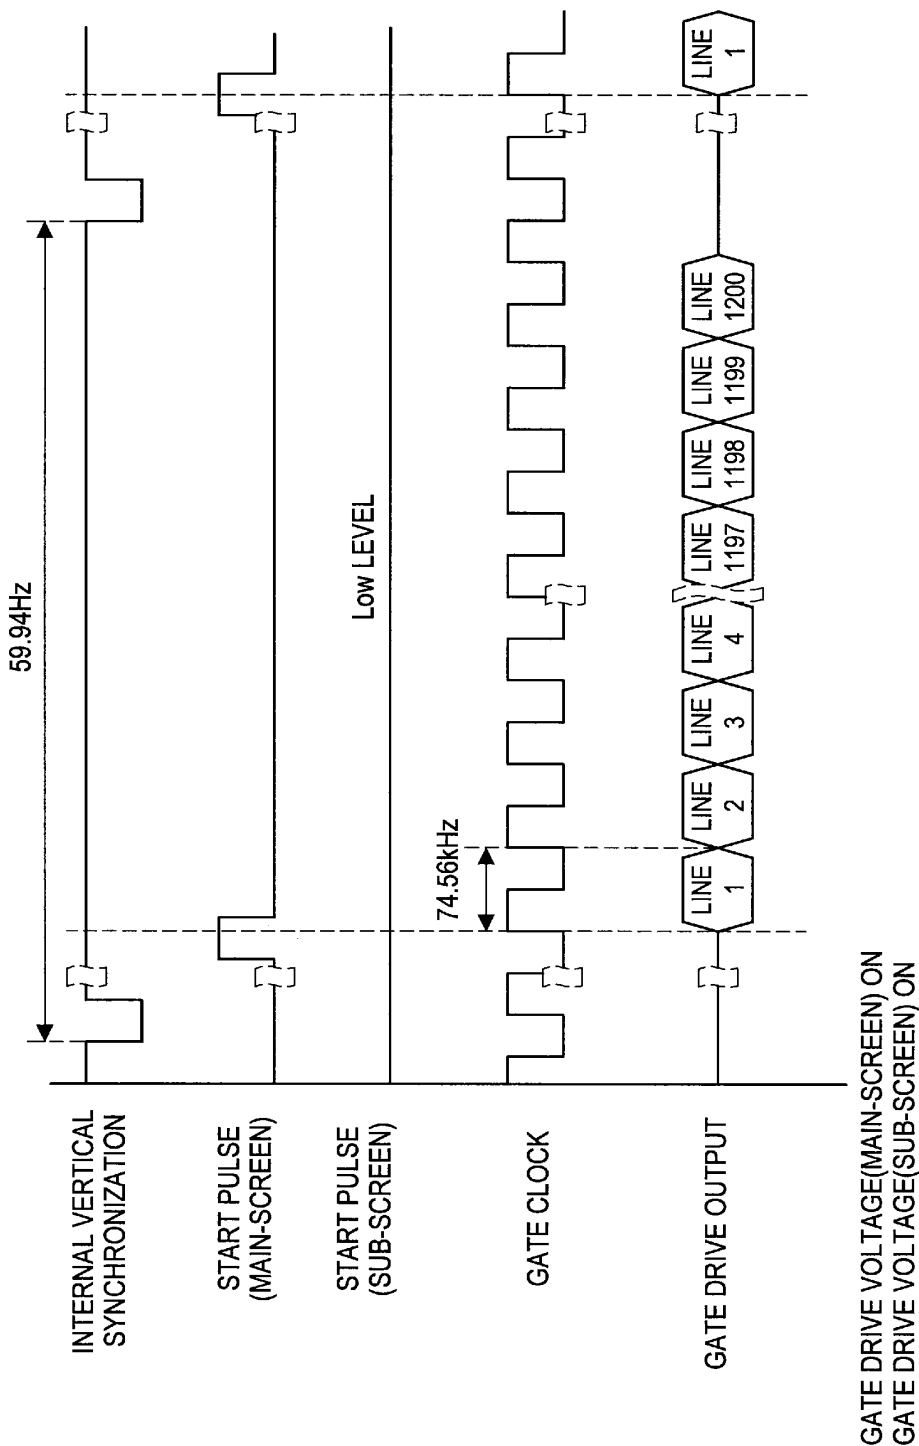 59.94Hz
INTERNAL VERTICAL
SYNCHRONIZATION
START PULSE
(MAIN-SCREEN)
START PULSE
(SUB-SCREEN)
Low LEVEL
74.56kHz
GATE CLOCK
GATE DRIVE OUTPUT
LINE
1
LINE
2
LINE
3
LINE
4
LINE
1197
LINE
1198
LINE
1199
LINE
1200
LINE
1
GATE DRIVE VOLTAGE(MAIN-SCREEN) ON
GATE DRIVE VOLTAGE(SUB-SCREEN) ON